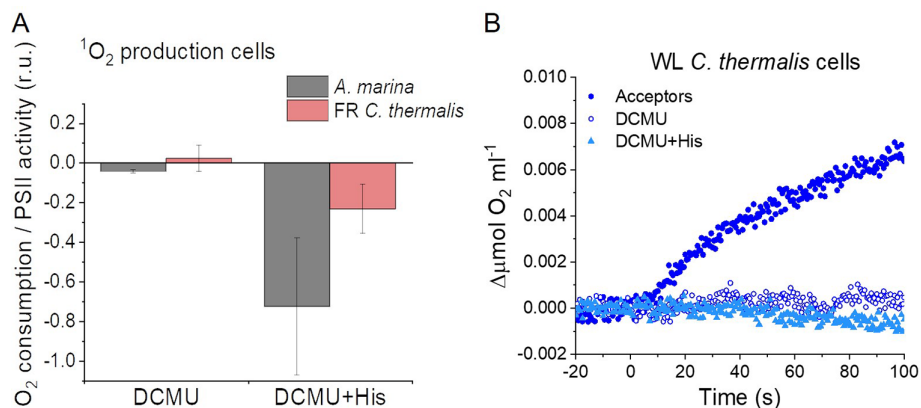 A
¹O₂ production cells
A. marina
FR C. thermalis
O₂ consumption / PSII activity (r.u.)
0.2
0.0
-0.2
-0.4
-0.6
-0.8
-1.0
DCMU
DCMU+His
B
WL C. thermalis cells
Acceptors
DCMU
DCMU+His
Δμmol O₂ ml⁻¹
0.010
0.008
0.006
0.004
0.002
0.000
-0.002
-20 0 20 40 60 80 100
Time (s)